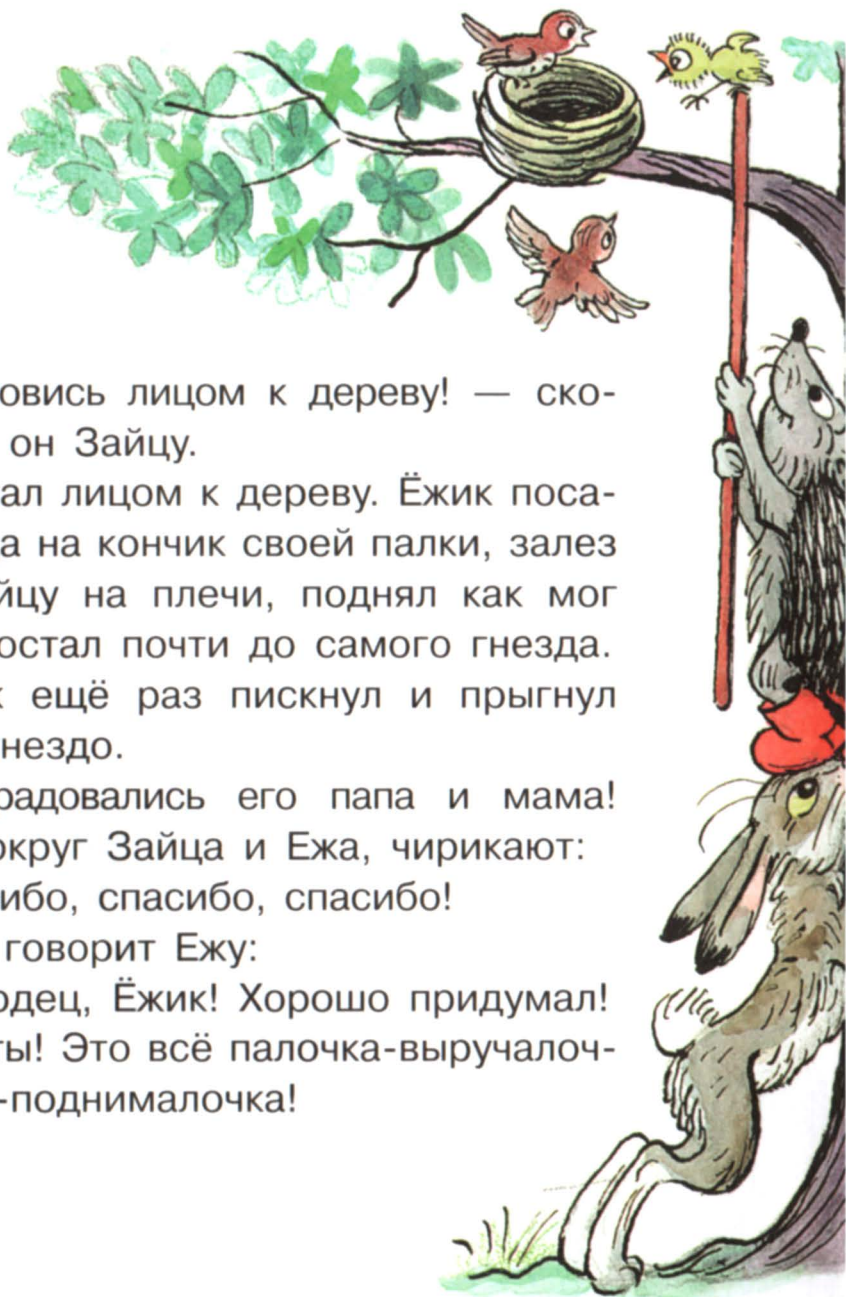 овись лицом к дереву! — ско-
он Зайцу.
ал лицом к дереву. Ёжик поса-
а на кончик своей палки, залез
йцу на плечи, поднял как мог
остал почти до самого гнезда.
к ещё раз пискнул и прыгнул
нездо.
радовались его папа и мама!
округ Зайца и Ежа, чирикают:
ибо, спасибо, спасибо!
говорит Ежу:
одец, Ёжик! Хорошо придумал!
ты! Это всё палочка-выручалоч-
-поднималочка!